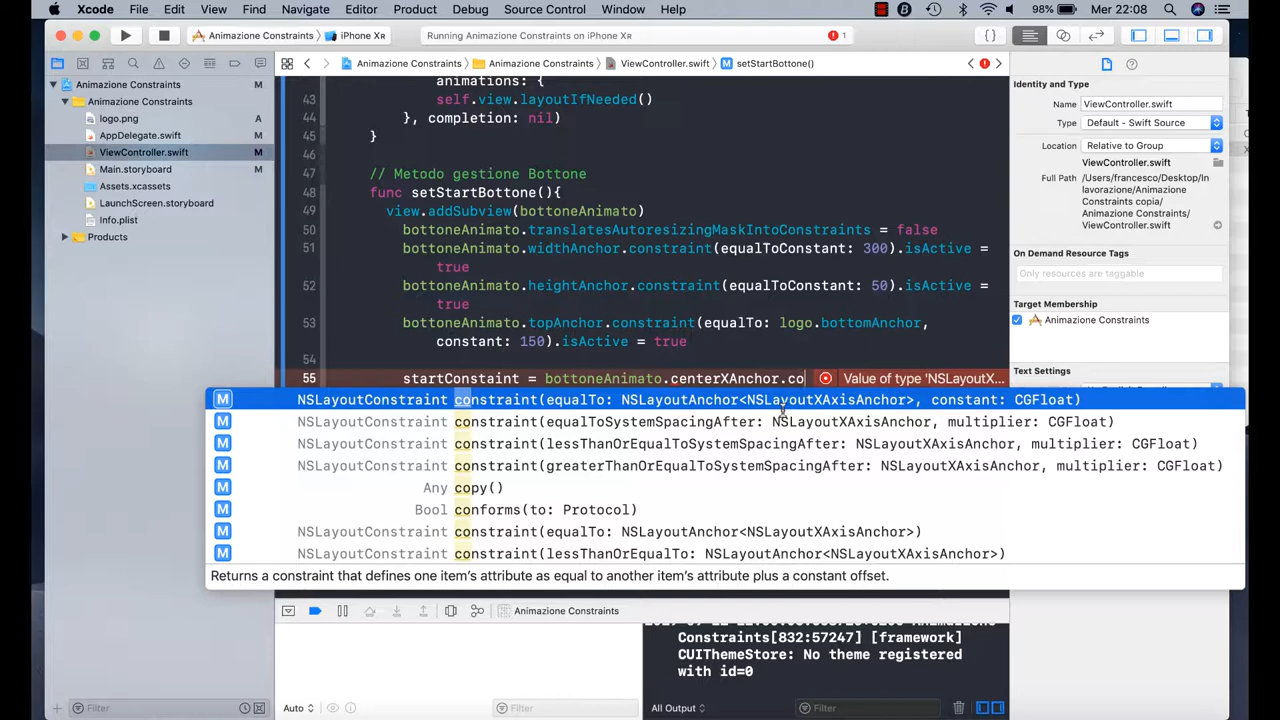 Xcode File Edit View Find Navigate Editor Product Debug Source Control Window Help 98% Mer 22:08
Animazione Constraints iPhone XR Running Animazione Constraints on iPhone XR 1
Animazione Constraints M
Animazione Constraints
logo.png A
AppDelegate.swift M
ViewController.swift M
Main.storyboard M
Assets.xcassets
LaunchScreen.storyboard
Info.plist
Products
Filter
Animazione Constraints Animazione Constraints ViewController.swift M setStartBottone()
animations: {
43 self.view.layoutIfNeeded()
44 }, completion: nil)
45 }
46
47 // Metodo gestione Bottone
48 func setStartBottone(){
49 view.addSubview(bottoneAnimato)
50 bottoneAnimato.translatesAutoresizingMaskIntoConstraints = false
51 bottoneAnimato.widthAnchor.constraint(equalToConstant: 300).isActive =
true
52 bottoneAnimato.heightAnchor.constraint(equalToConstant: 50).isActive =
true
53 bottoneAnimato.topAnchor.constraint(equalTo: logo.bottomAnchor,
constant: 150).isActive = true
54
55 startConstaint = bottoneAnimato.centerXAnchor.co Value of type 'NSLayoutX...
M NSLayoutConstraint constraint(equalTo: NSLayoutAnchor<NSLayoutXAxisAnchor>, constant: CGFloat)
M NSLayoutConstraint constraint(equalToSystemSpacingAfter: NSLayoutXAxisAnchor, multiplier: CGFloat)
M NSLayoutConstraint constraint(lessThanOrEqualToSystemSpacingAfter: NSLayoutXAxisAnchor, multiplier: CGFloat)
M NSLayoutConstraint constraint(greaterThanOrEqualToSystemSpacingAfter: NSLayoutXAxisAnchor, multiplier: CGFloat)
M Any copy()
M Bool conforms(to: Protocol)
M NSLayoutConstraint constraint(equalTo: NSLayoutAnchor<NSLayoutXAxisAnchor>)
M NSLayoutConstraint constraint(lessThanOrEqualTo: NSLayoutAnchor<NSLayoutXAxisAnchor>)
Returns a constraint that defines one item's attribute as equal to another item's attribute plus a constant offset.
Animazione Constraints
Constraints[832:57247] [framework]
CUIThemeStore: No theme registered
with id=0
Auto Filter All Output Filter
Identity and Type
Name ViewController.swift
Type Default - Swift Source
Location Relative to Group
ViewController.swift
Full Path /Users/francesco/Desktop/In
lavorazione/Animazione
Constraints copia/
Animazione Constraints/
ViewController.swift
On Demand Resource Tags
Only resources are taggable
Target Membership
Animazione Constraints
Text Settings